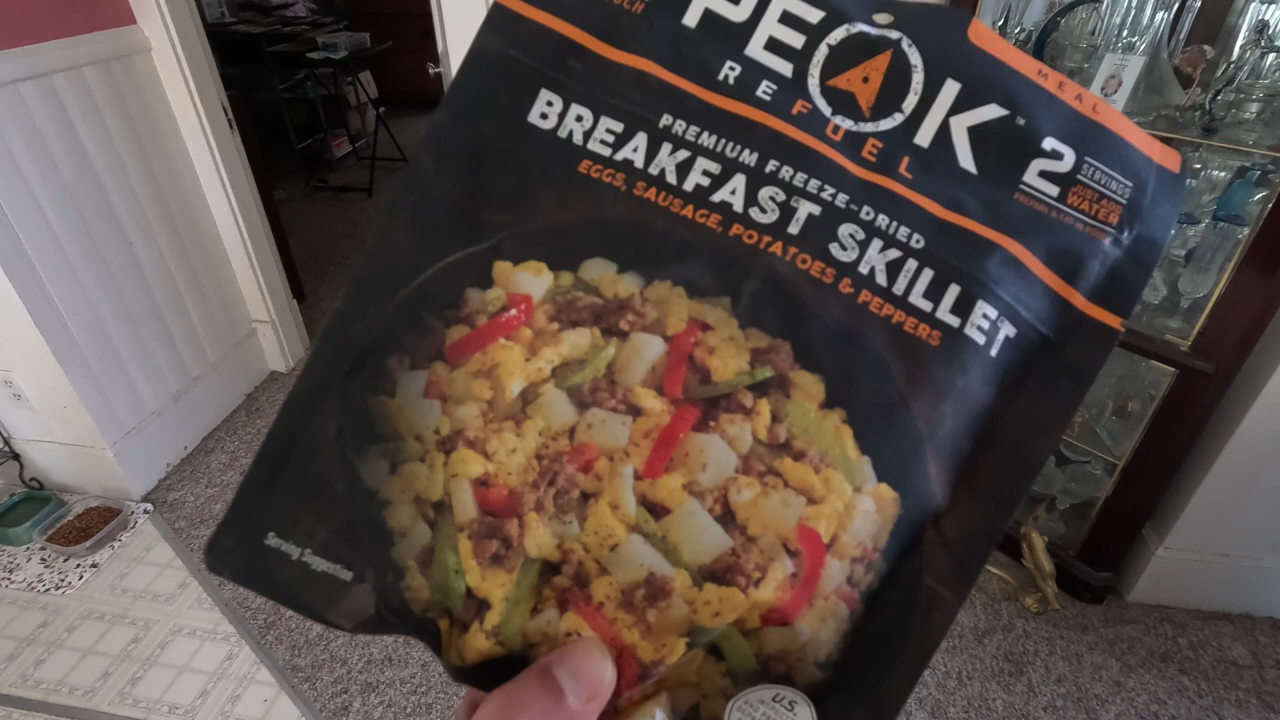 PEAK
REFUEL
MEAL
2 SERVINGS
JUST ADD
WATER
PREMIUM FREEZE-DRIED
BREAKFAST SKILLET
EGGS, SAUSAGE, POTATOES & PEPPERS
Serving Suggestion
U.S.